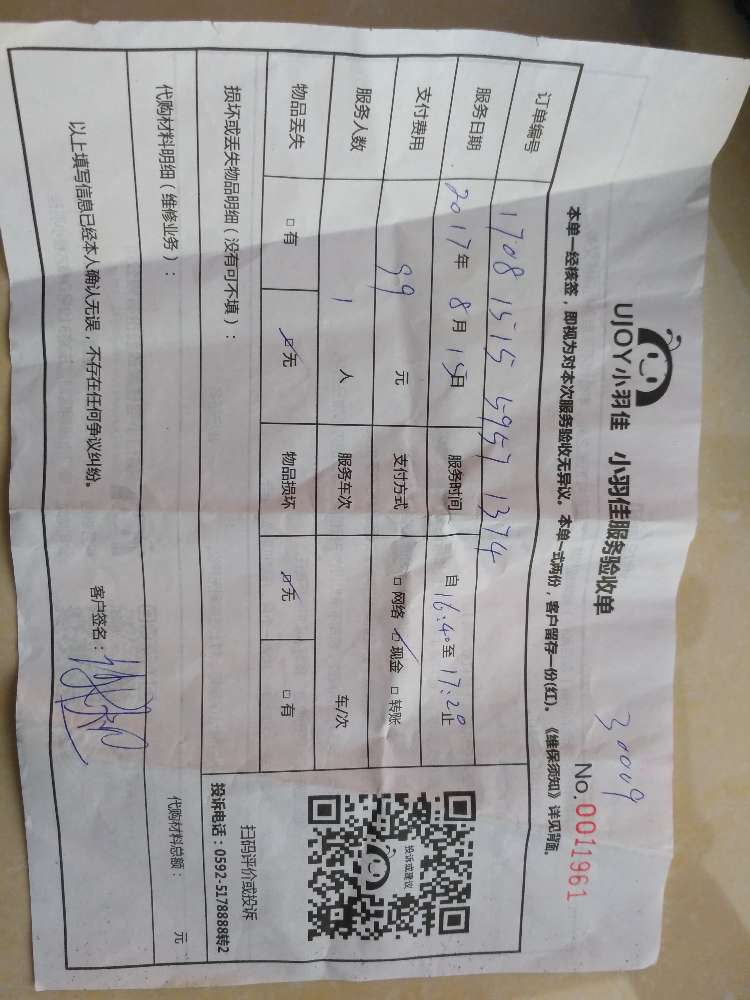 30009
UJOY小羽佳 小羽佳服务验收单
No.0011961
本单一经核签，即视为对本次服务验收无异议。本单一式两份，客户留存一份(红)。《维保须知》详见背面。
订单编号 1708 1515 5957 1374
服务日期 2017年 8月 15日 服务时间 自16:40至17:20止
支付费用 99 元 支付方式 □ 网络 ☑ 现金 □ 转账
服务人数 1 人 服务车次 车/次
物品丢失 □ 有 ☑ 无 物品损坏 ☑ 无 □ 有
投诉或建议
扫码评价或投诉
投诉电话：0592-5178888转2
损坏或丢失物品明细（没有可不填）：
代购材料明细（维修业务）： 代购材料总额： 元
以上填写信息已经本人确认无误，不存在任何争议纠纷。 客户签名：